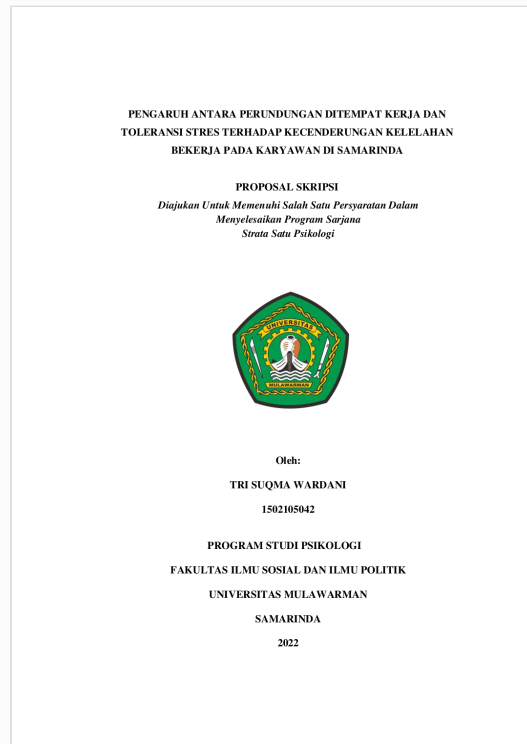 PENGARUH ANTARA PERUNDUNGAN DITEMPAT KERJA DAN
TOLERANSI STRES TERHADAP KECENDERUNGAN KELELAHAN
BEKERJA PADA KARYAWAN DI SAMARINDA
PROPOSAL SKRIPSI
Diajukan Untuk Memenuhi Salah Satu Persyaratan Dalam
Menyelesaikan Program Sarjana
Strata Satu Psikologi
UNIVERSITAS
MULAWARMAN
Oleh:
TRI SUQMA WARDANI
1502105042
PROGRAM STUDI PSIKOLOGI
FAKULTAS ILMU SOSIAL DAN ILMU POLITIK
UNIVERSITAS MULAWARMAN
SAMARINDA
2022